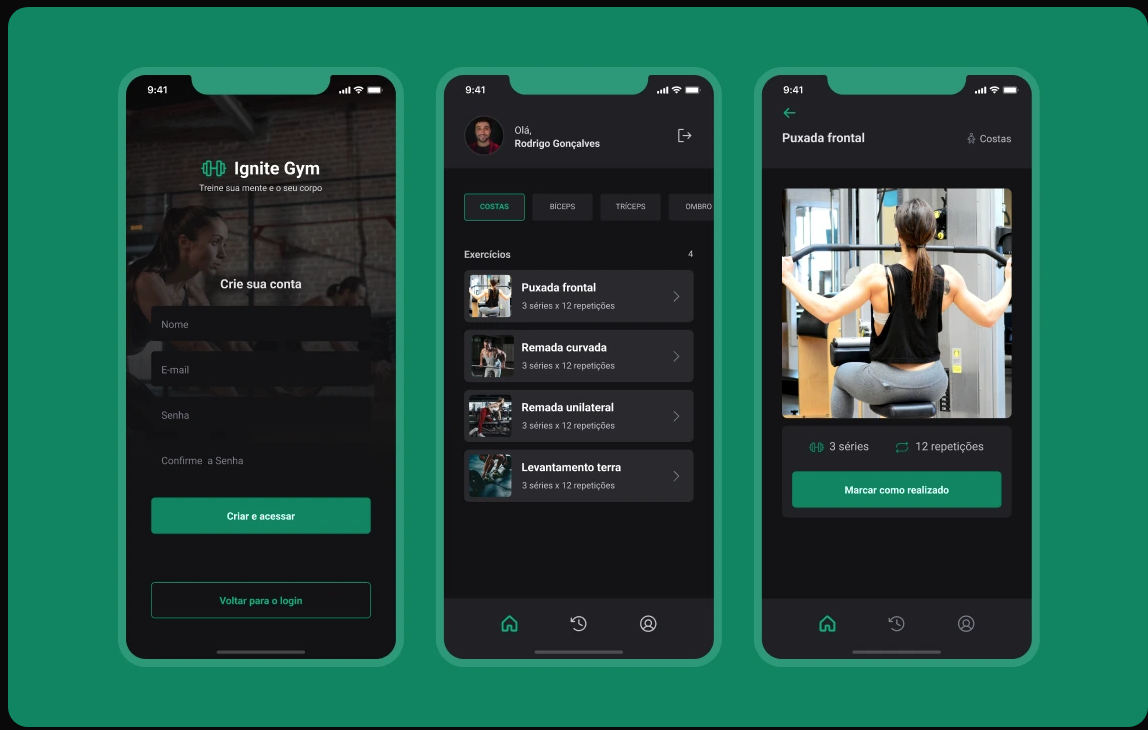 9:41
Ignite Gym
Treine sua mente e o seu corpo
Crie sua conta
Nome
E-mail
Senha
Confirme a Senha
Criar e acessar
Voltar para o login
9:41
Olá,
Rodrigo Gonçalves
COSTAS BÍCEPS TRÍCEPS OMBRO
Exercícios 4
Puxada frontal
3 séries x 12 repetições
Remada curvada
3 séries x 12 repetições
Remada unilateral
3 séries x 12 repetições
Levantamento terra
3 séries x 12 repetições
9:41
Puxada frontal Costas
3 séries 12 repetições
Marcar como realizado